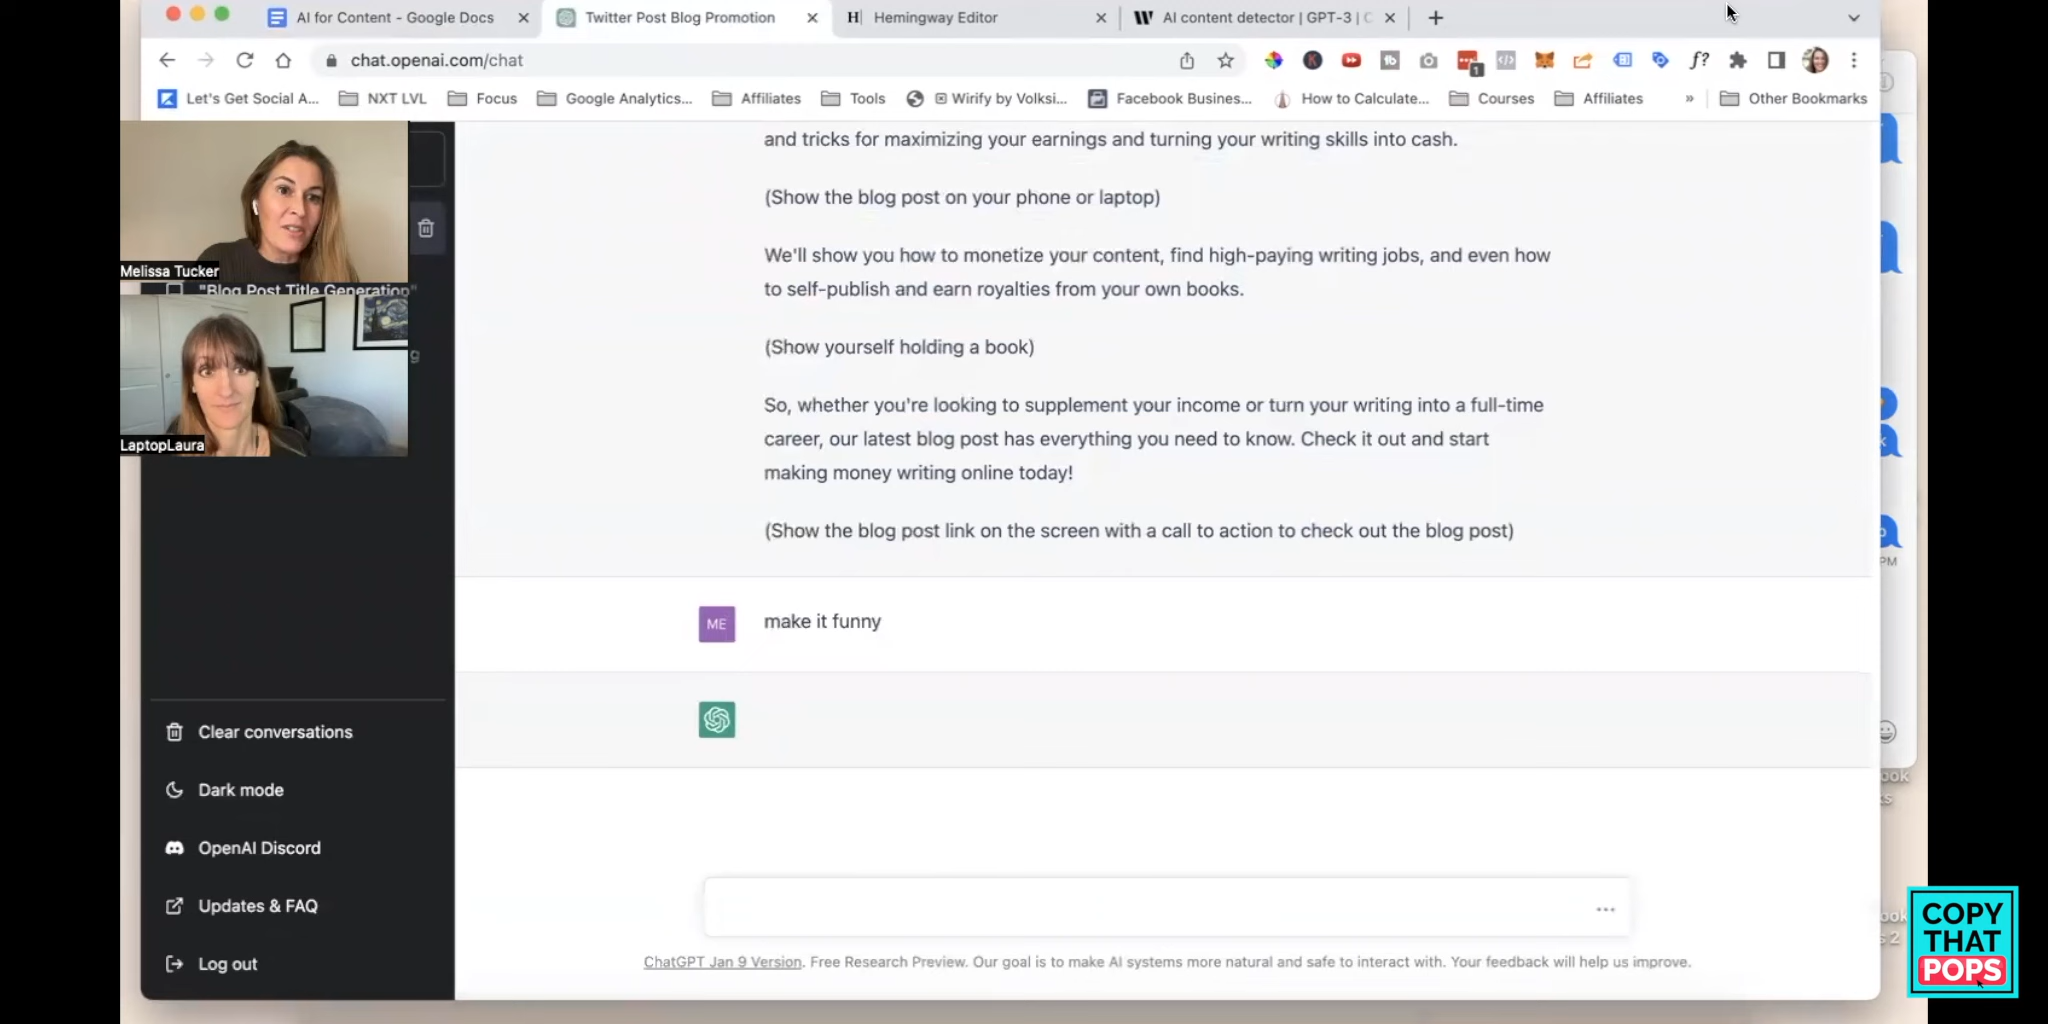 AI for Content - Google Docs
Twitter Post Blog Promotion
H Hemingway Editor
W AI content detector | GPT-3 | C
chat.openai.com/chat
1
f?
Let's Get Social A...
NXT LVL
Focus
Google Analytics...
Affiliates
Tools
Wirify by Volksi...
Facebook Busines...
How to Calculate...
Courses
Affiliates
»
Other Bookmarks
Melissa Tucker
"Blog Post Title Generation"
LaptopLaura
and tricks for maximizing your earnings and turning your writing skills into cash.
(Show the blog post on your phone or laptop)
We'll show you how to monetize your content, find high-paying writing jobs, and even how
to self-publish and earn royalties from your own books.
(Show yourself holding a book)
So, whether you're looking to supplement your income or turn your writing into a full-time
career, our latest blog post has everything you need to know. Check it out and start
making money writing online today!
(Show the blog post link on the screen with a call to action to check out the blog post)
ME make it funny
Clear conversations
Dark mode
OpenAI Discord
Updates & FAQ
Log out
ChatGPT Jan 9 Version. Free Research Preview. Our goal is to make AI systems more natural and safe to interact with. Your feedback will help us improve.
PM
COPY
THAT
POPS